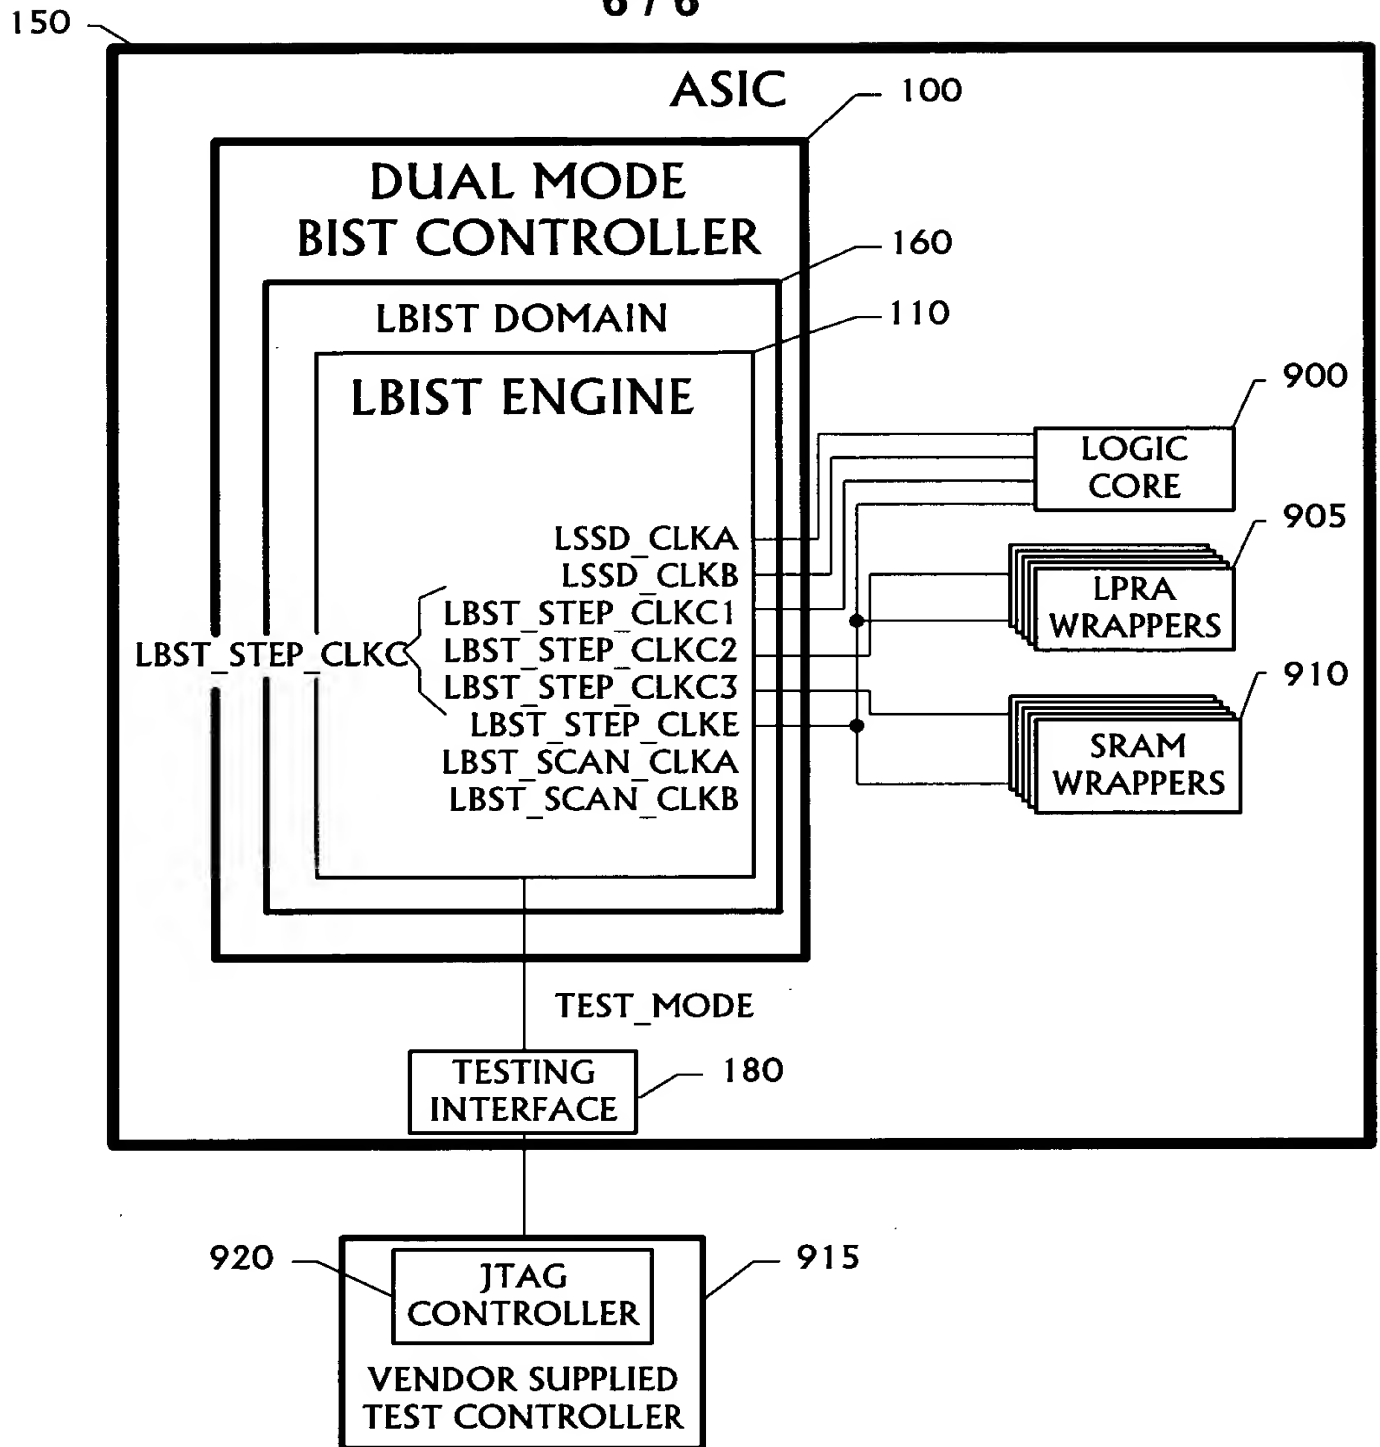 6 / 6
150
ASIC
100
DUAL MODE
BIST CONTROLLER
160
LBIST DOMAIN
110
LBIST ENGINE
900
LOGIC
CORE
905
LPRA
WRAPPERS
910
SRAM
WRAPPERS
LSSD_CLKA
LSSD_CLKB
LBST_STEP_CLKC1
LBST_STEP_CLKC
LBST_STEP_CLKC2
LBST_STEP_CLKC3
LBST_STEP_CLKE
LBST_SCAN_CLKA
LBST_SCAN_CLKB
TEST_MODE
TESTING
INTERFACE
180
920
JTAG
CONTROLLER
915
VENDOR SUPPLIED
TEST CONTROLLER